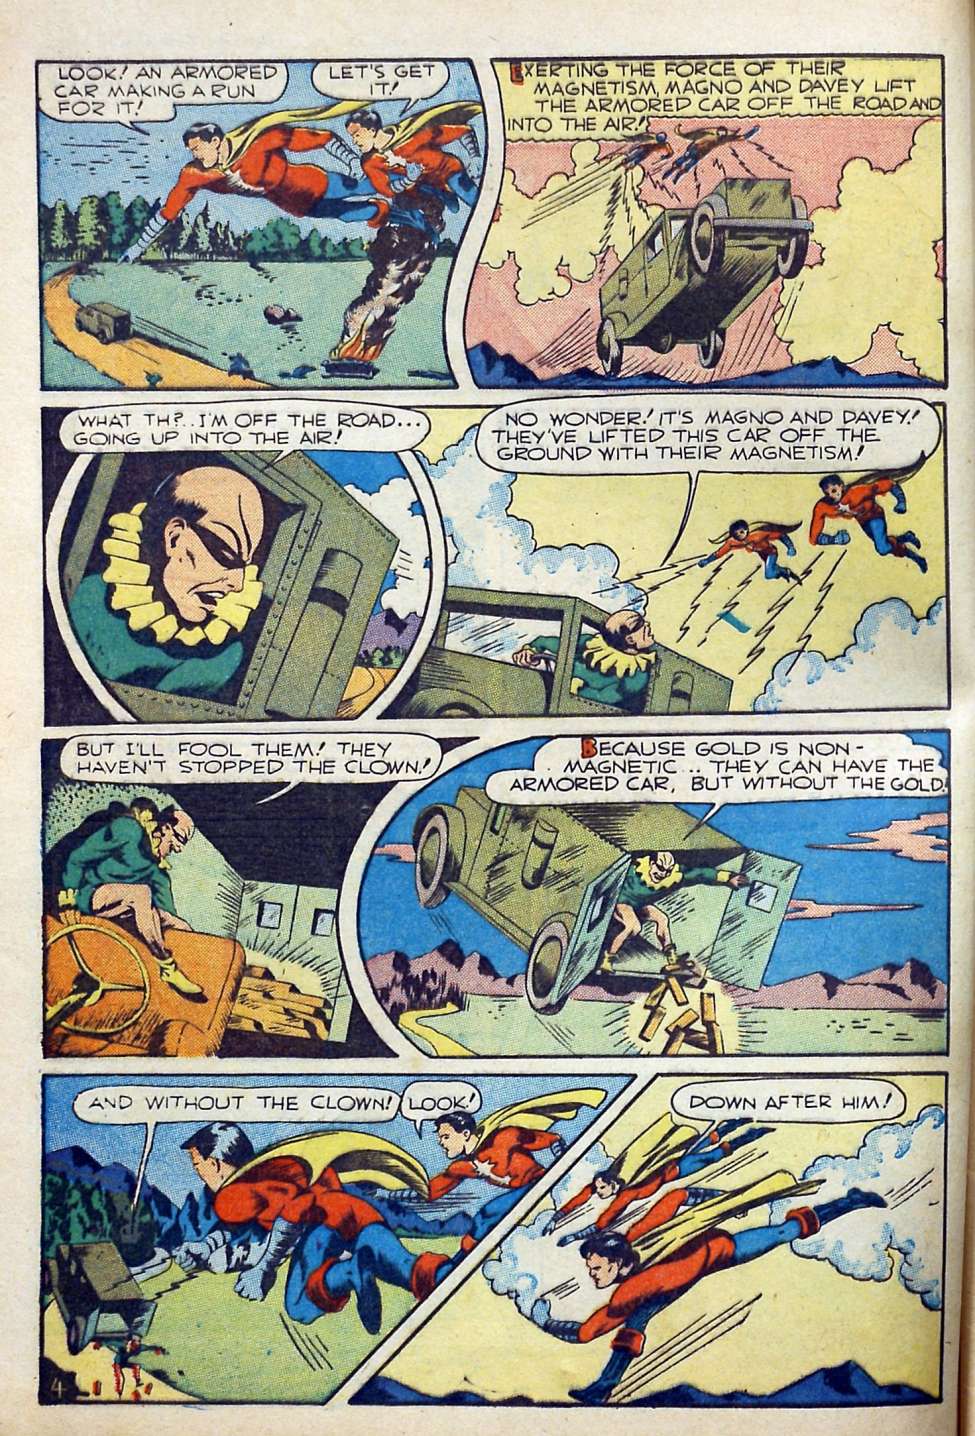 LOOK! AN ARMORED
CAR MAKING A RUN
FOR IT!
LET'S GET
IT!
EXERTING THE FORCE OF THEIR
MAGNETISM, MAGNO AND DAVEY LIFT
THE ARMORED CAR OFF THE ROAD AND
INTO THE AIR!
WHAT TH?..I'M OFF THE ROAD...
GOING UP INTO THE AIR!
NO WONDER! IT'S MAGNO AND DAVEY!
THEY'VE LIFTED THIS CAR OFF THE
GROUND WITH THEIR MAGNETISM!
BUT I'LL FOOL THEM! THEY
HAVEN'T STOPPED THE CLOWN!
BECAUSE GOLD IS NON-
MAGNETIC... THEY CAN HAVE THE
ARMORED CAR, BUT WITHOUT THE GOLD.
AND WITHOUT THE CLOWN!
LOOK!
DOWN AFTER HIM!
4